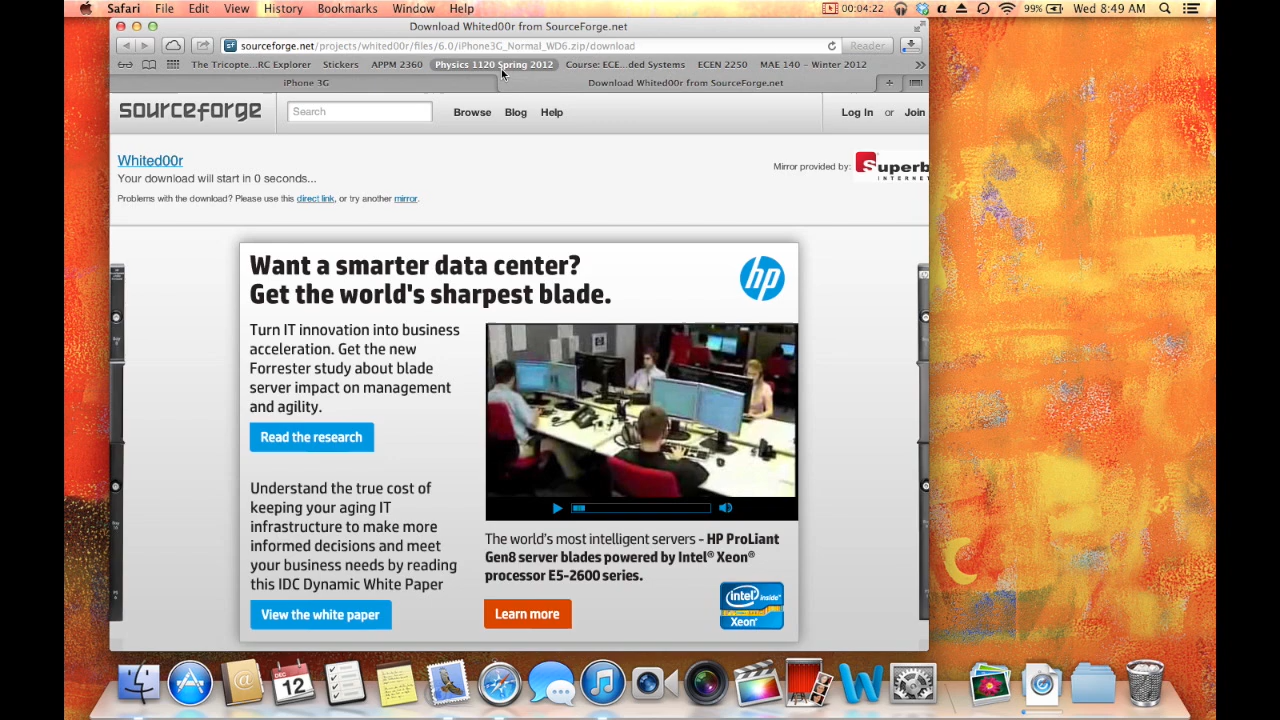 Safari File Edit View History Bookmarks Window Help 00:04:22 99% Wed 8:49 AM
Download Whited00r from SourceForge.net
sf sourceforge.net/projects/whited00r/files/6.0/iPhone3G_Normal_WD6.zip/download Reader
The Tricopte...RC Explorer Stickers APPM 2360 Physics 1120 Spring 2012 Course: ECE...ded Systems ECEN 2250 MAE 140 – Winter 2012 »
iPhone 3G Download Whited00r from SourceForge.net +
sourceforge Search Browse Blog Help Log In or Join
Whited00r
Your download will start in 0 seconds...
Mirror provided by: Superb
INTERNET
Problems with the download? Please use this direct link, or try another mirror.
Want a smarter data center?
Get the world's sharpest blade.
hp
Turn IT innovation into business
acceleration. Get the new
Forrester study about blade
server impact on management
and agility.
Read the research
Understand the true cost of
keeping your aging IT
infrastructure to make more
informed decisions and meet
your business needs by reading
this IDC Dynamic White Paper
View the white paper
The world's most intelligent servers - HP ProLiant
Gen8 server blades powered by Intel® Xeon®
processor E5-2600 series.
Learn more
intel inside
Xeon
DEC
12